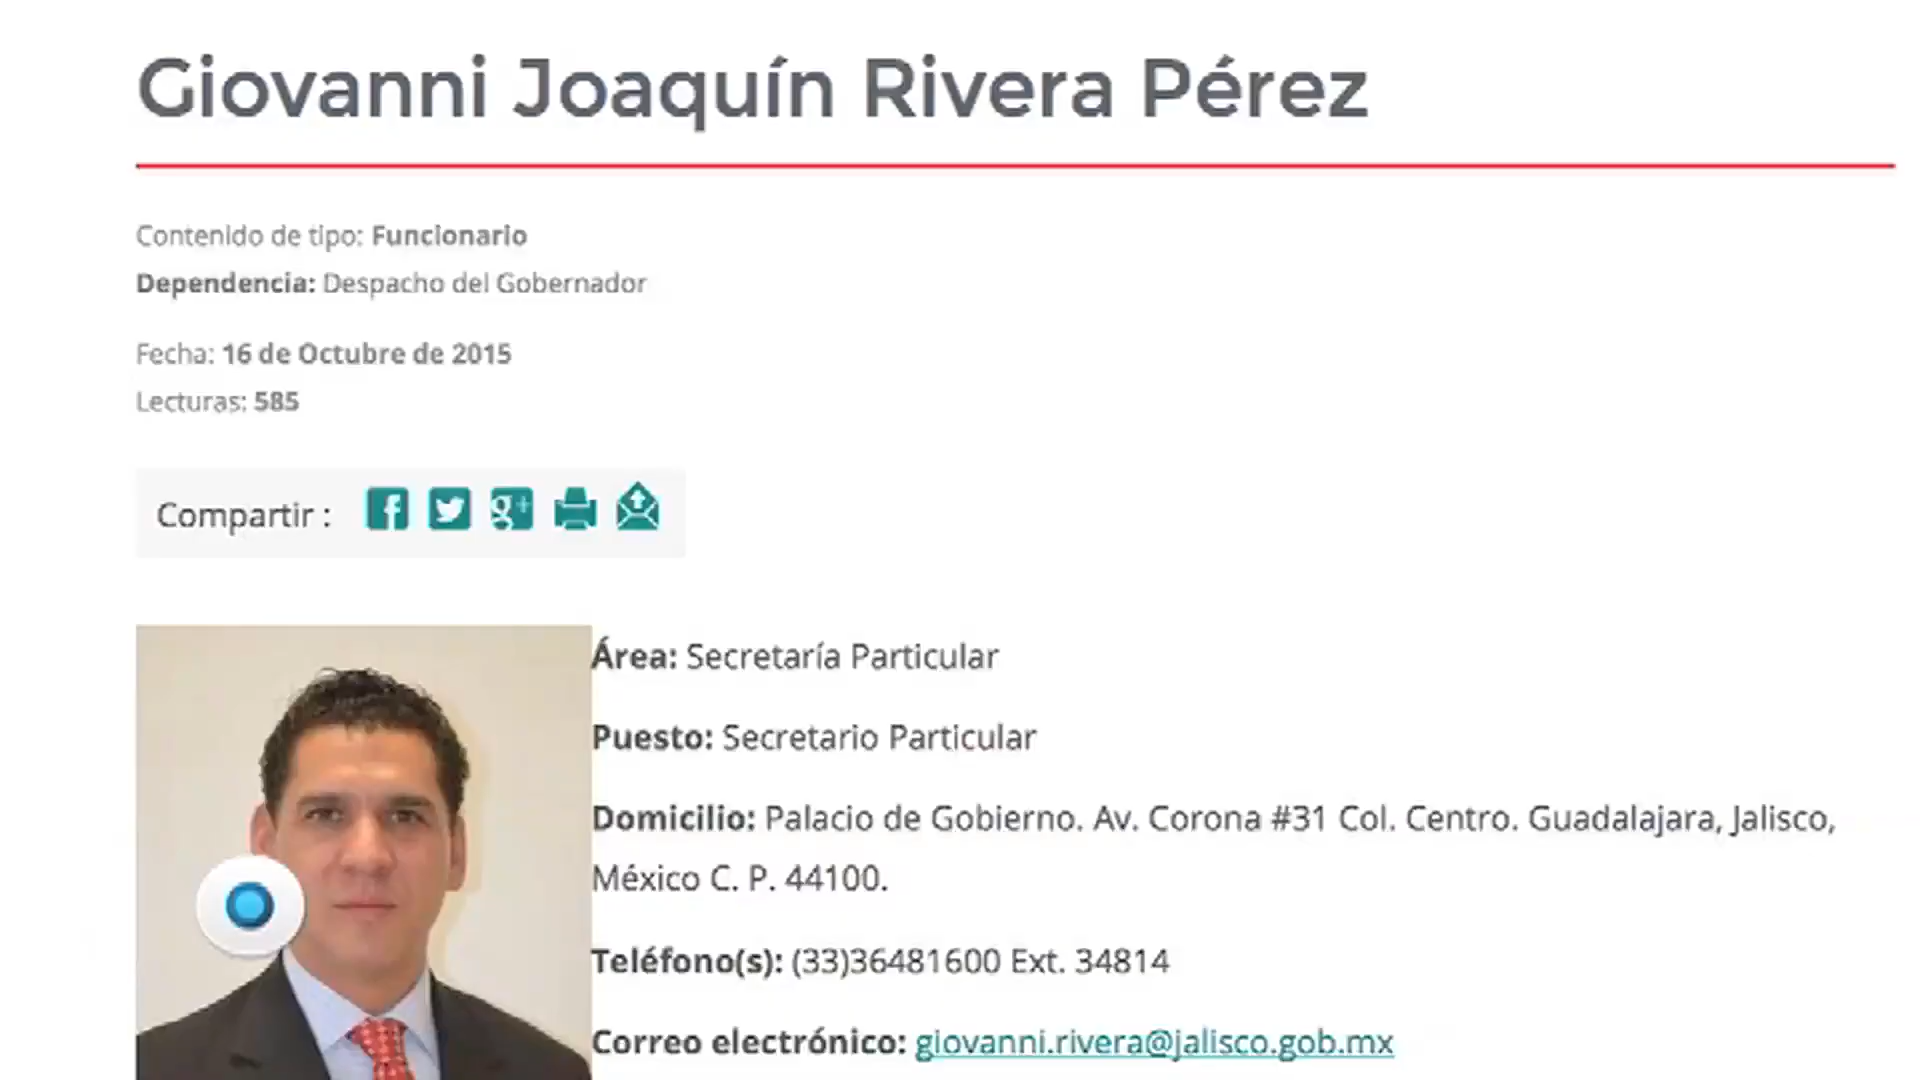 Giovanni Joaquín Rivera Pérez
Contenido de tipo: Funcionario
Dependencia: Despacho del Gobernador
Fecha: 16 de Octubre de 2015
Lecturas: 585
Compartir :
Área: Secretaría Particular
Puesto: Secretario Particular
Domicilio: Palacio de Gobierno. Av. Corona #31 Col. Centro. Guadalajara, Jalisco,
México C. P. 44100.
Teléfono(s): (33)36481600 Ext. 34814
Correo electrónico: giovanni.rivera@jalisco.gob.mx